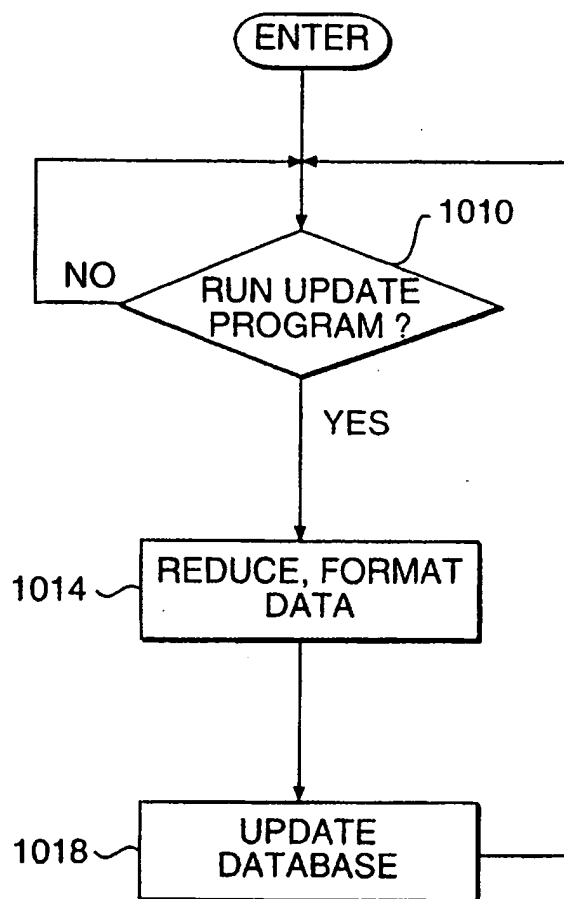 ENTER
1010
NO
RUN UPDATE
PROGRAM ?
YES
1014
REDUCE, FORMAT
DATA
1018
UPDATE
DATABASE